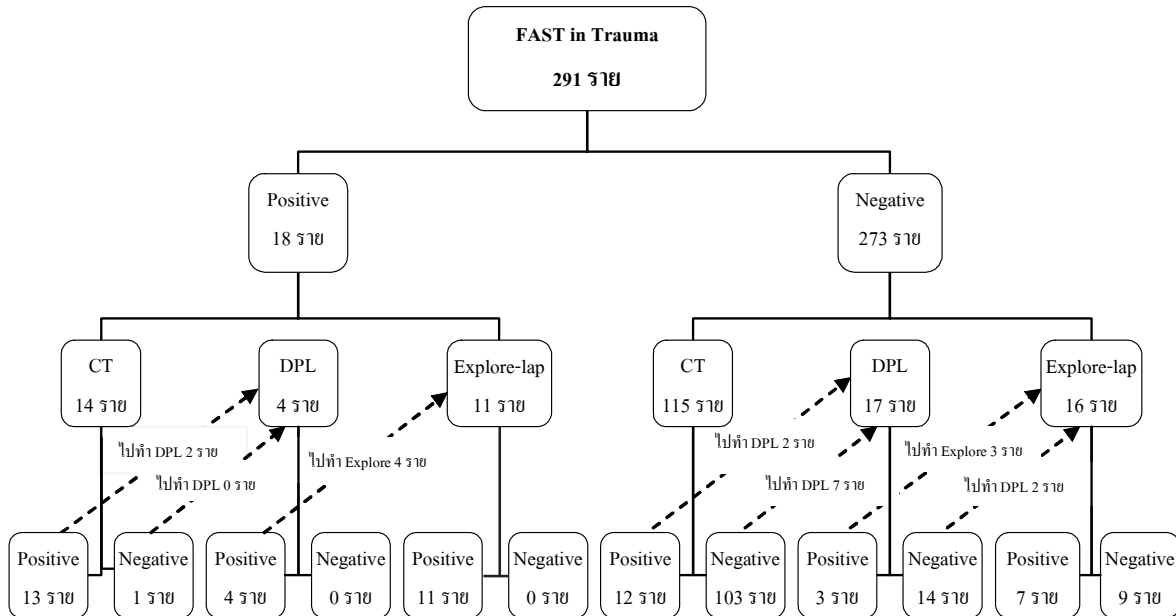 FAST in Trauma
291 ราย
Positive
18 ราย
Negative
273 ราย
CT
14 ราย
DPL
4 ราย
Explore-lap
11 ราย
CT
115 ราย
DPL
17 ราย
Explore-lap
16 ราย
ไปทำ DPL 2 ราย
ไปทำ DPL 0 ราย
ไปทำ Explore 4 ราย
ไปทำ DPL 2 ราย
ไปทำ DPL 7 ราย
ไปทำ Explore 3 ราย
ไปทำ DPL 2 ราย
Positive
13 ราย
Negative
1 ราย
Positive
4 ราย
Negative
0 ราย
Positive
11 ราย
Negative
0 ราย
Positive
12 ราย
Negative
103 ราย
Positive
3 ราย
Negative
14 ราย
Positive
7 ราย
Negative
9 ราย